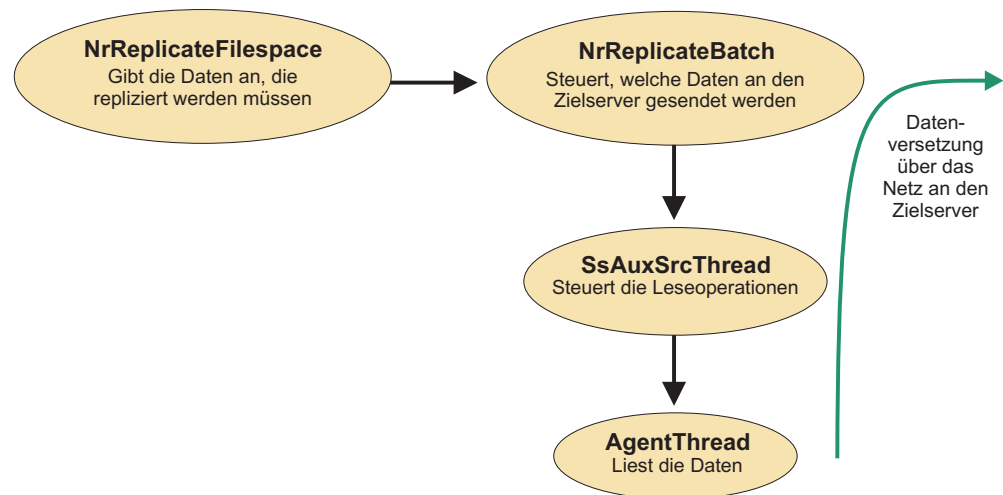 NrReplicateFilespace
Gibt die Daten an, die
repliziert werden müssen
NrReplicateBatch
Steuert, welche Daten an den
Zielserver gesendet werden
Daten-
versetzung
über das
Netz an den
Zielserver
SsAuxSrcThread
Steuert die Leseoperationen
AgentThread
Liest die Daten